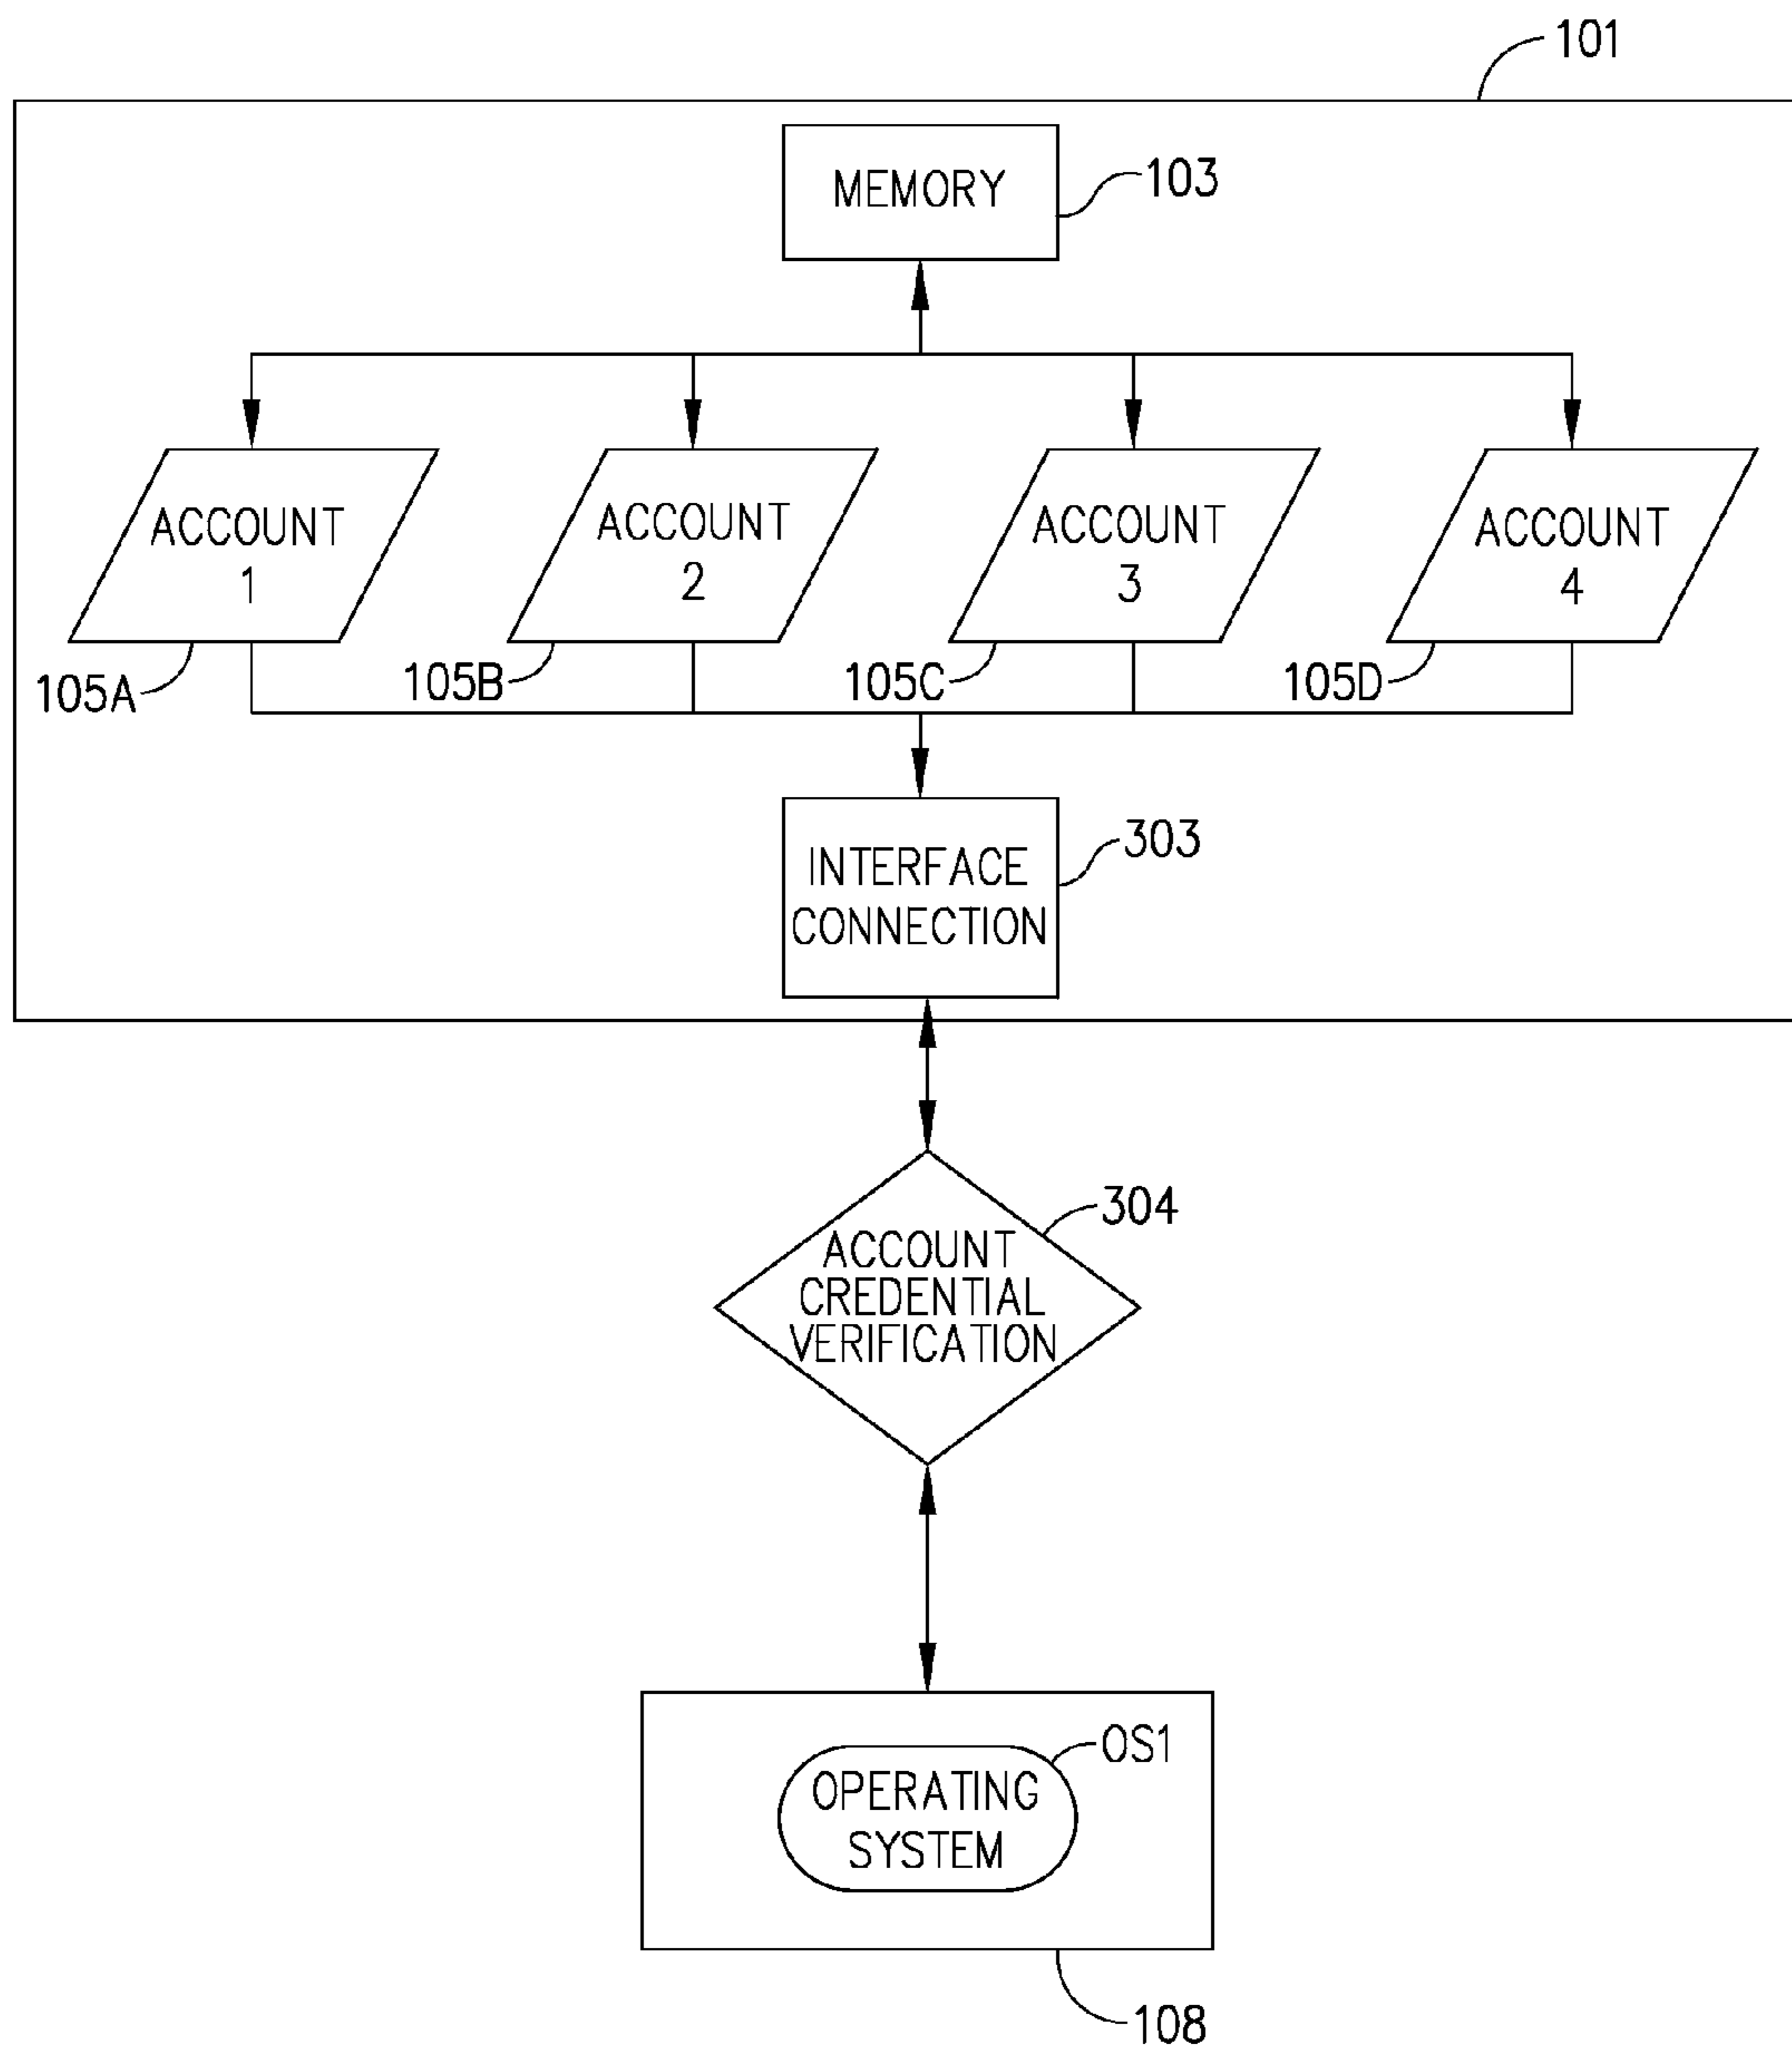 101
MEMORY
103
ACCOUNT
1
ACCOUNT
2
ACCOUNT
3
ACCOUNT
4
105A
105B
105C
105D
INTERFACE
CONNECTION
303
304
ACCOUNT
CREDENTIAL
VERIFICATION
OS1
OPERATING
SYSTEM
108